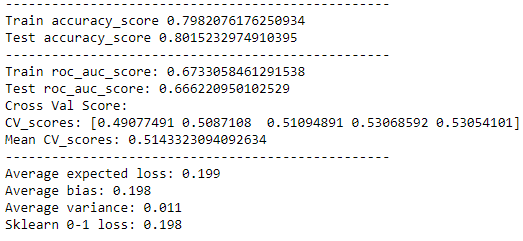 --------------------------------------------------
Train accuracy_score 0.7982076176250934
Test accuracy_score 0.8015232974910395
--------------------------------------------------
Train roc_auc_score: 0.6733058461291538
Test roc_auc_score: 0.666220950102529
Cross Val Score:
CV_scores: [0.49077491 0.5087108  0.51094891 0.53068592 0.53054101]
Mean CV_scores: 0.5143323094092634
--------------------------------------------------
Average expected loss: 0.199
Average bias: 0.198
Average variance: 0.011
Sklearn 0-1 loss: 0.198